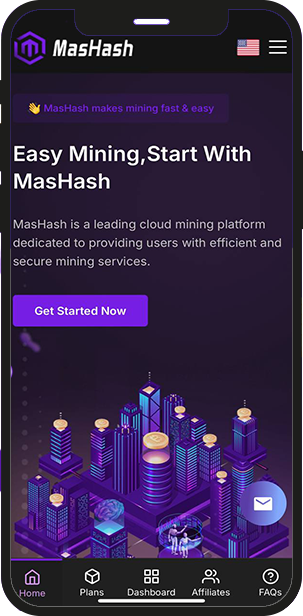 MasHash
👋 MasHash makes mining fast & easy
Easy Mining,Start With
MasHash
MasHash is a leading cloud mining platform
dedicated to providing users with efficient and
secure mining services.
Get Started Now
Home
Plans
Dashboard
Affiliates
FAQs